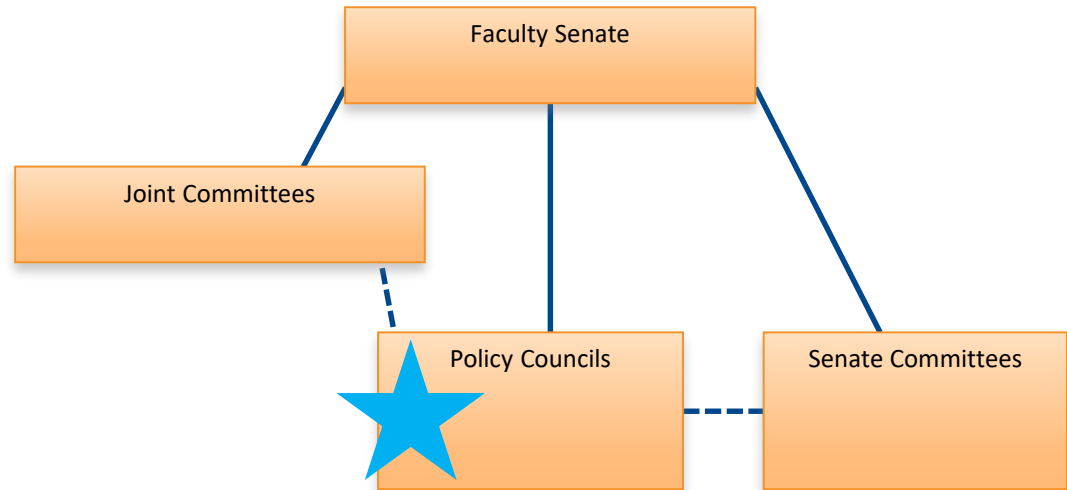 Faculty Senate
Joint Committees
Policy Councils
Senate Committees